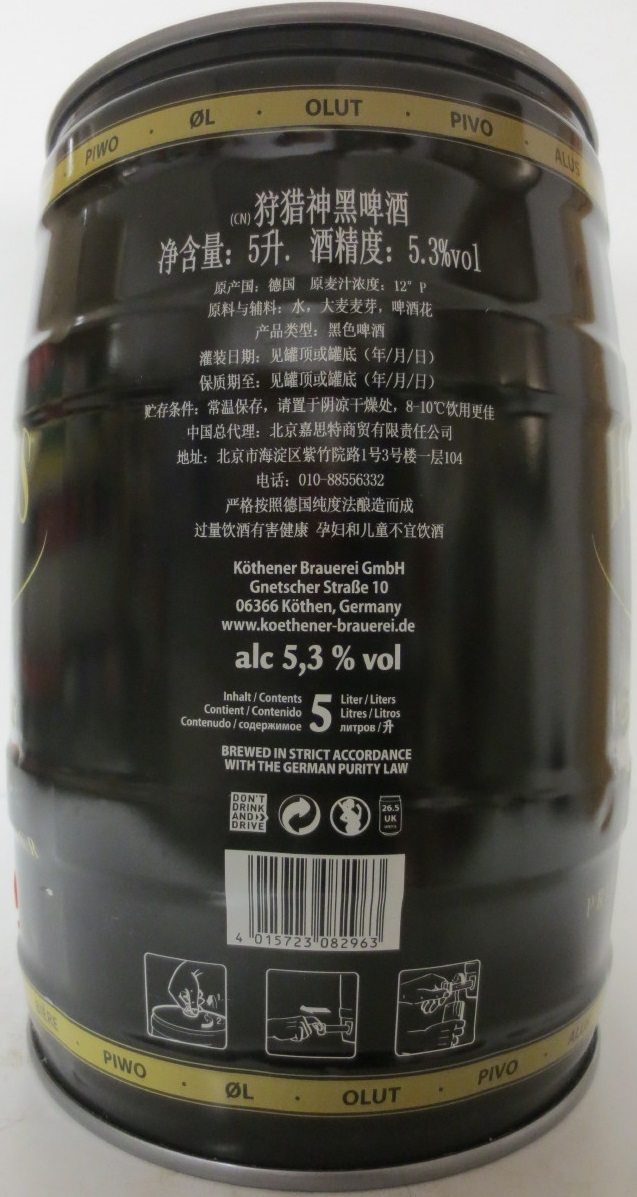 PIWO · ØL · OLUT · PIVO · ALUS
(CN) 狩猎神黑啤酒
净含量：5升. 酒精度：5.3%vol
原产国：德国 原麦汁浓度：12° P
原料与辅料：水，大麦麦芽，啤酒花
产品类型：黑色啤酒
灌装日期：见罐顶或罐底（年/月/日）
保质期至：见罐顶或罐底（年/月/日）
贮存条件：常温保存，请置于阴凉干燥处，8-10℃饮用更佳
中国总代理：北京嘉思特商贸有限责任公司
地址：北京市海淀区紫竹院路1号3号楼一层104
电话：010-88556332
严格按照德国纯度法酿造而成
过量饮酒有害健康 孕妇和儿童不宜饮酒
Köthener Brauerei GmbH
Gnetscher Straße 10
06366 Köthen, Germany
www.koethener-brauerei.de
alc 5,3 % vol
Inhalt / Contents
Contient / Contenido
Contenudo / содержимое
5
Liter / Liters
Litres / Litros
литров /升
BREWED IN STRICT ACCORDANCE
WITH THE GERMAN PURITY LAW
DON'T
DRINK
AND
DRIVE
26.5
UK
UNITS
4 015723 082963
PIWO · ØL · OLUT · PIVO